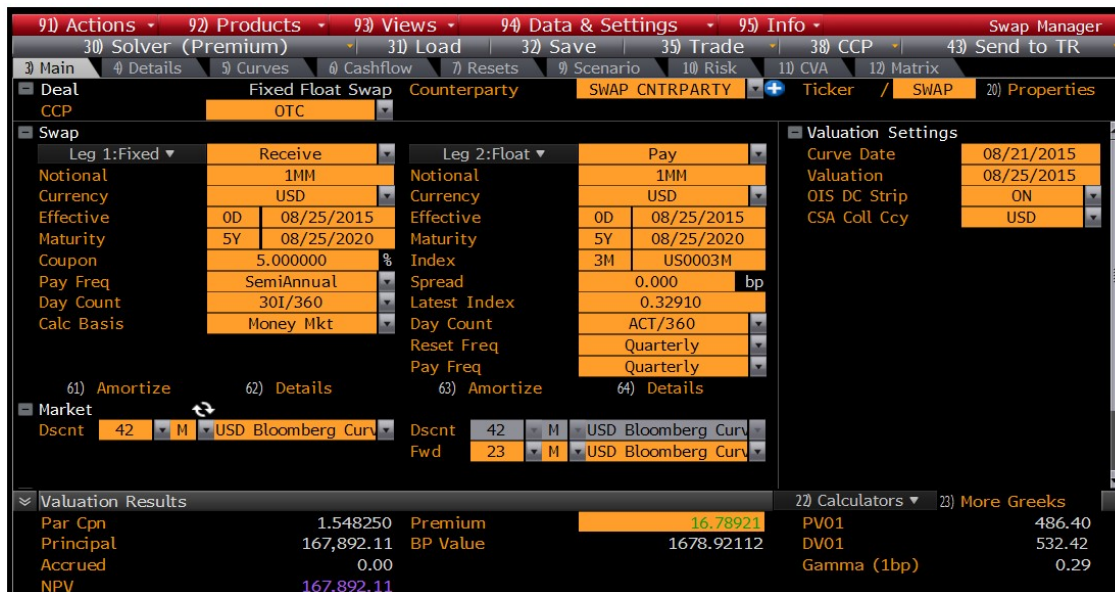 91) Actions 92) Products 93) Views 94) Data & Settings 95) Info Swap Manager
30) Solver (Premium) 31) Load 32) Save 35) Trade 38) CCP 43) Send to TR
3) Main 4) Details 5) Curves 6) Cashflow 7) Resets 9) Scenario 10) Risk 11) CVA 12) Matrix
Deal Fixed Float Swap Counterparty SWAP CNTRPARTY Ticker / SWAP 20) Properties
CCP OTC
Swap Valuation Settings
Leg 1:Fixed Receive Leg 2:Float Pay Curve Date 08/21/2015
Notional 1MM Notional 1MM Valuation 08/25/2015
Currency USD Currency USD OIS DC Strip ON
Effective 0D 08/25/2015 Effective 0D 08/25/2015 CSA Coll Ccy USD
Maturity 5Y 08/25/2020 Maturity 5Y 08/25/2020
Coupon 5.000000 % Index 3M US0003M
Pay Freq SemiAnnual Spread 0.000 bp
Day Count 30I/360 Latest Index 0.32910
Calc Basis Money Mkt Day Count ACT/360
Reset Freq Quarterly
Pay Freq Quarterly
61) Amortize 62) Details 63) Amortize 64) Details
Market
Dscnt 42 M USD Bloomberg Curv Dscnt 42 M USD Bloomberg Curv
Fwd 23 M USD Bloomberg Curv
Valuation Results 22) Calculators 23) More Greeks
Par Cpn 1.548250 Premium 16.78921 PV01 486.40
Principal 167,892.11 BP Value 1678.92112 DV01 532.42
Accrued 0.00 Gamma (1bp) 0.29
NPV 167,892.11